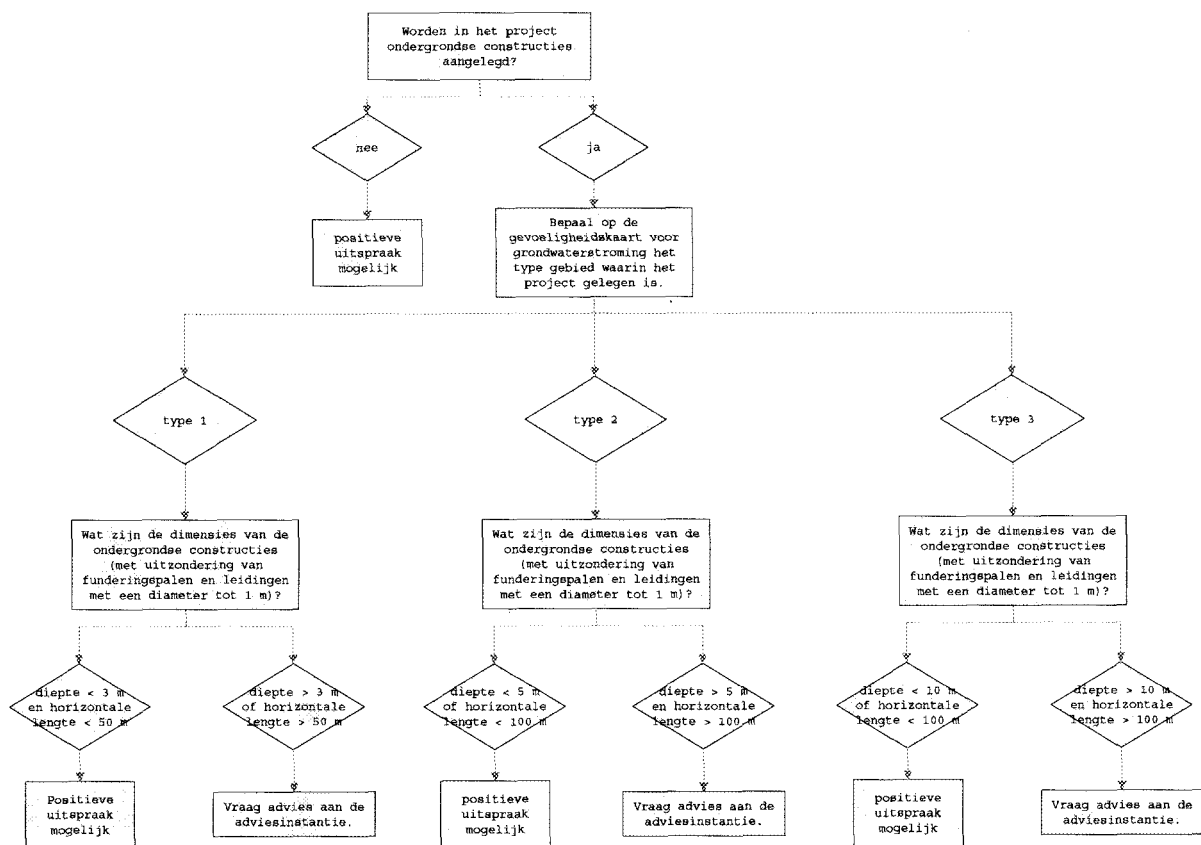 Worden in het project
ondergrondse constructies
aangelegd?
nee
ja
positieve
uitspraak
mogelijk
Bepaal op de
gevoeligheidskaart voor
grondwaterstroming het
type gebied waarin het
project gelegen is.
type 1
type 2
type 3
Wat zijn de dimensies van de
ondergrondse constructies
(met uitzondering van
funderingspalen en leidingen
met een diameter tot 1 m)?
Wat zijn de dimensies van de
ondergrondse constructies
(met uitzondering van
funderingspalen en leidingen
met een diameter tot 1 m)?
Wat zijn de dimensies van de
ondergrondse constructies
(met uitzondering van
funderingspalen en leidingen
met een diameter tot 1 m)?
diepte < 3 m
en horizontale
lengte < 50 m
diepte > 3 m
of horizontale
lengte > 50 m
diepte < 5 m
of horizontale
lengte < 100 m
diepte > 5 m
en horizontale
lengte > 100 m
diepte < 10 m
of horizontale
lengte < 100 m
diepte > 10 m
en horizontale
lengte > 100 m
Positieve
uitspraak
mogelijk
Vraag advies aan de
adviesinstantie.
positieve
uitspraak
mogelijk
Vraag advies aan de
adviesinstantie.
positieve
uitspraak
mogelijk
Vraag advies aan de
adviesinstantie.